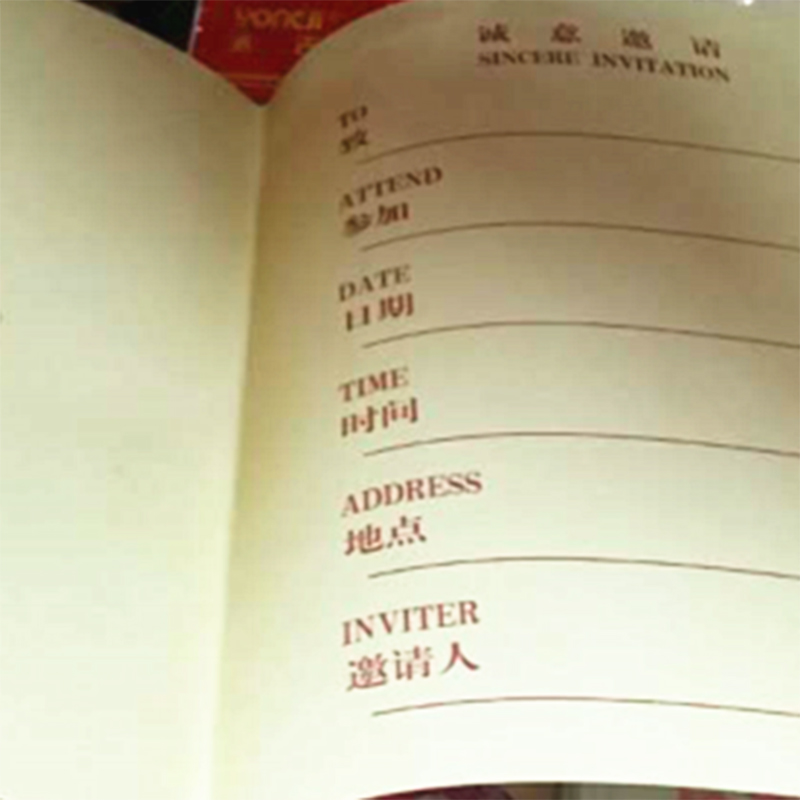 yongji
诚意邀请
SINCERE INVITATION
TO
致
ATTEND
参加
DATE
日期
TIME
时间
ADDRESS
地点
INVITER
邀请人